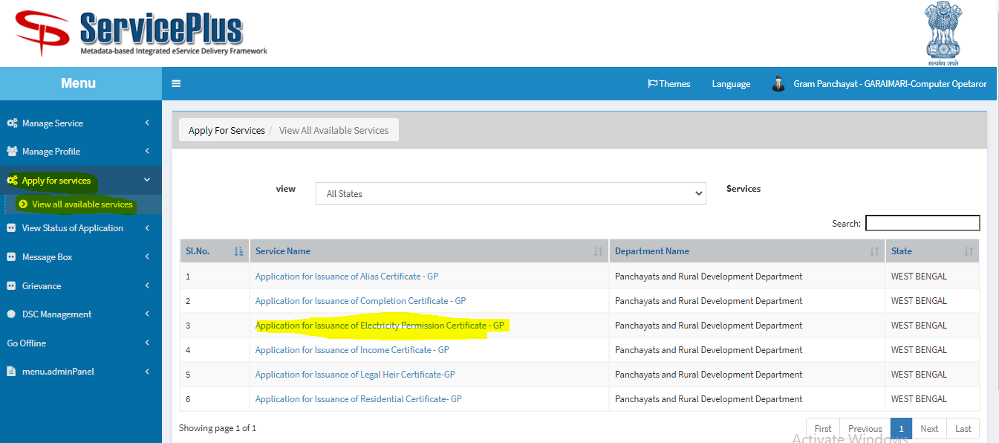 ServicePlus
Metadata-based Integrated eService Delivery Framework
सत्यमेव जयते
Menu
Themes Language Gram Panchayat - GARAIMARI-Computer Opetaror
Manage Service
Manage Profile
Apply for services
View all available services
View Status of Application
Message Box
Grievance
DSC Management
Go Offline
menu.adminPanel
Apply For Services / View All Available Services
view All States Services
Search:
Sl.No. Service Name Department Name State
1 Application for Issuance of Alias Certificate - GP Panchayats and Rural Development Department WEST BENGAL
2 Application for Issuance of Completion Certificate - GP Panchayats and Rural Development Department WEST BENGAL
3 Application for Issuance of Electricity Permission Certificate - GP Panchayats and Rural Development Department WEST BENGAL
4 Application for Issuance of Income Certificate - GP Panchayats and Rural Development Department WEST BENGAL
5 Application for Issuance of Legal Heir Certificate-GP Panchayats and Rural Development Department WEST BENGAL
6 Application for Issuance of Residential Certificate- GP Panchayats and Rural Development Department WEST BENGAL
Showing page 1 of 1 First Previous 1 Next Last
Activate Windows